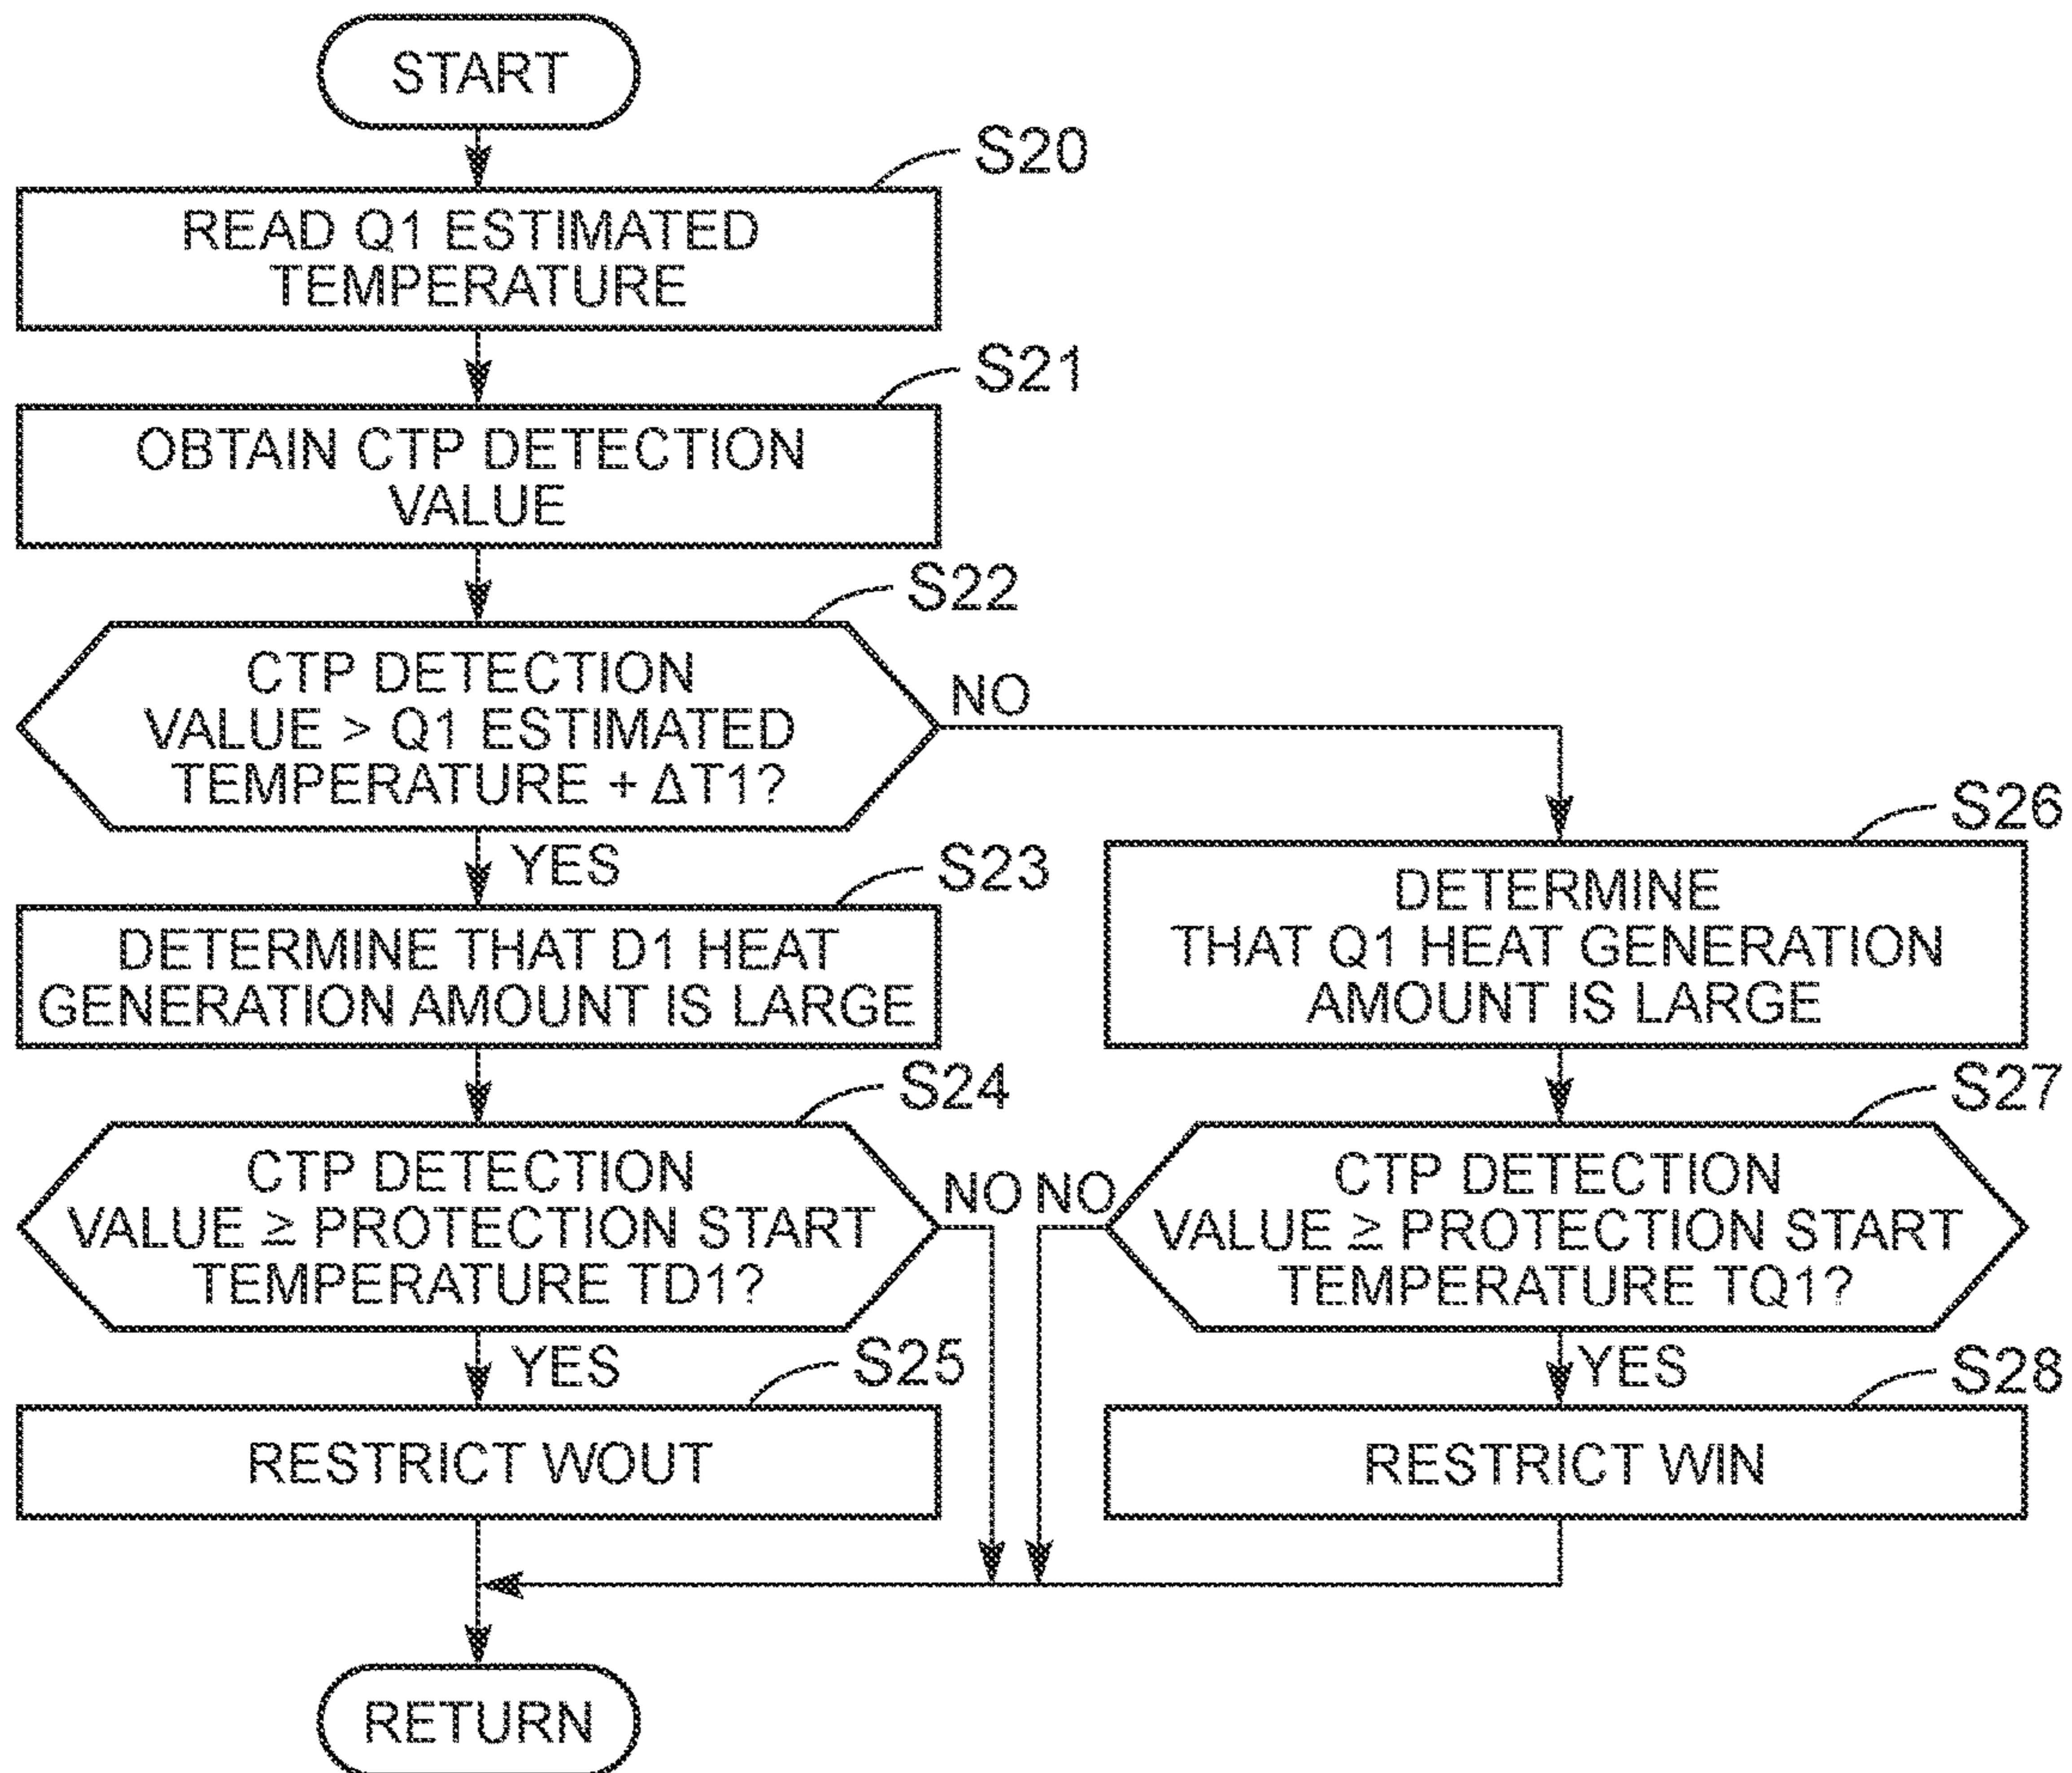 START
S20
READ Q1 ESTIMATED
TEMPERATURE
S21
OBTAIN CTP DETECTION
VALUE
S22
CTP DETECTION
VALUE > Q1 ESTIMATED
TEMPERATURE + ΔT1?
NO
YES
S23
DETERMINE THAT D1 HEAT
GENERATION AMOUNT IS LARGE
S24
CTP DETECTION
VALUE ≥ PROTECTION START
TEMPERATURE TD1?
NO
YES
S25
RESTRICT WOUT
S26
DETERMINE
THAT Q1 HEAT GENERATION
AMOUNT IS LARGE
S27
CTP DETECTION
VALUE ≥ PROTECTION START
TEMPERATURE TQ1?
NO
YES
S28
RESTRICT WIN
RETURN